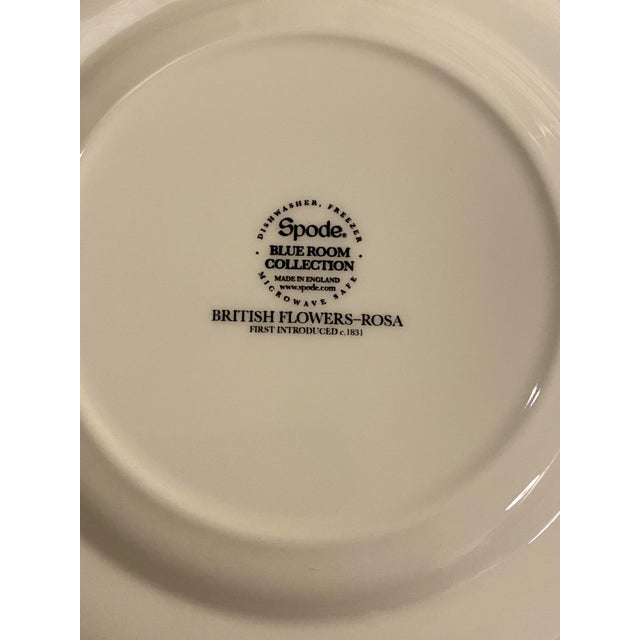 DISHWASHER, FREEZER
Spode®
BLUE ROOM
COLLECTION
MADE IN ENGLAND
www.spode.com
MICROWAVE SAFE
BRITISH FLOWERS–ROSA
FIRST INTRODUCED c.1831